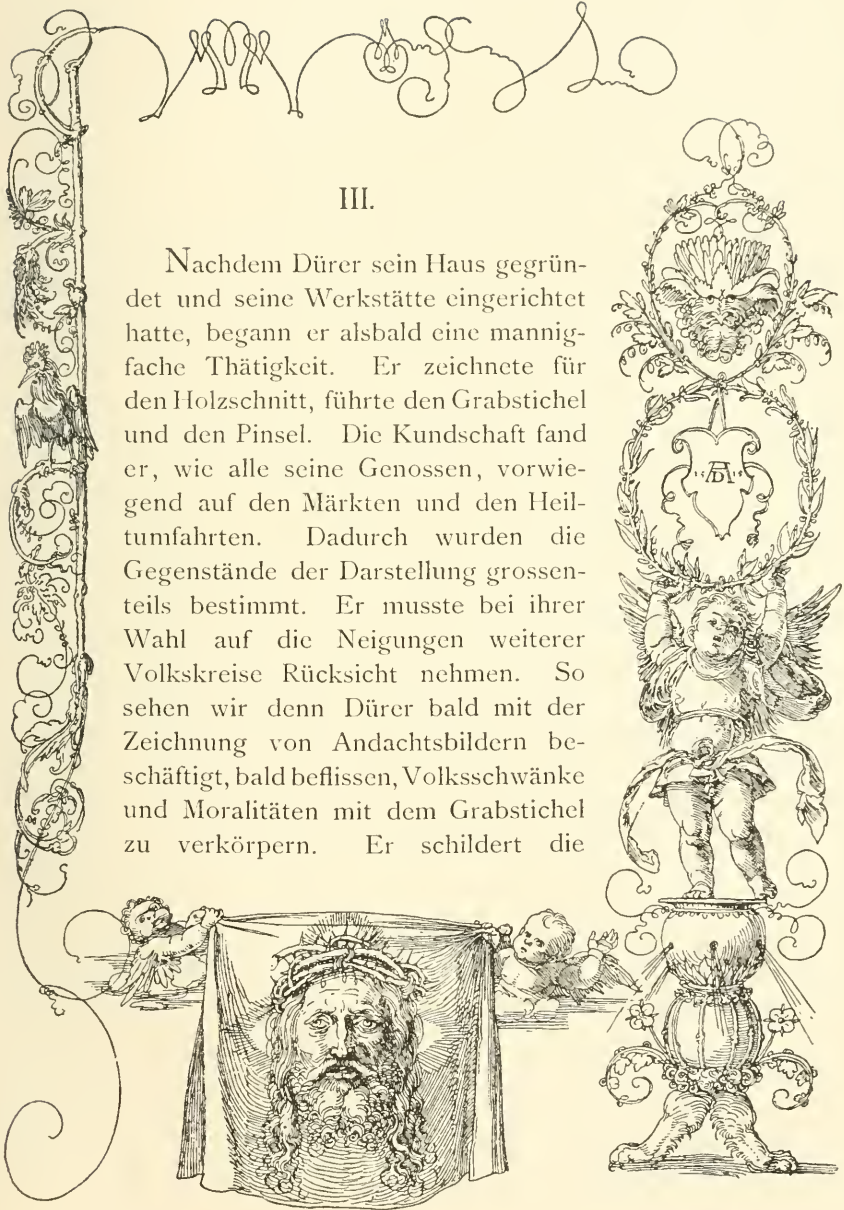 III.
Nachdem Dürer sein Haus gegrün-
det und seine Werkstätte eingerichtet
hatte, begann er alsbald eine mannig-
fache Thätigkeit. Er zeichnete für
den Holzschnitt, führte den Grabstichel
und den Pinsel. Die Kundschaft fand
er, wie alle seine Genossen, vorwie-
gend auf den Märkten und den Heil-
tumfahrten. Dadurch wurden die
Gegenstände der Darstellung grossen-
teils bestimmt. Er musste bei ihrer
Wahl auf die Neigungen weiterer
Volkskreise Rücksicht nehmen. So
sehen wir denn Dürer bald mit der
Zeichnung von Andachtsbildern be-
schäftigt, bald beflissen, Volksschwänke
und Moralitäten mit dem Grabstichel
zu verkörpern. Er schildert die